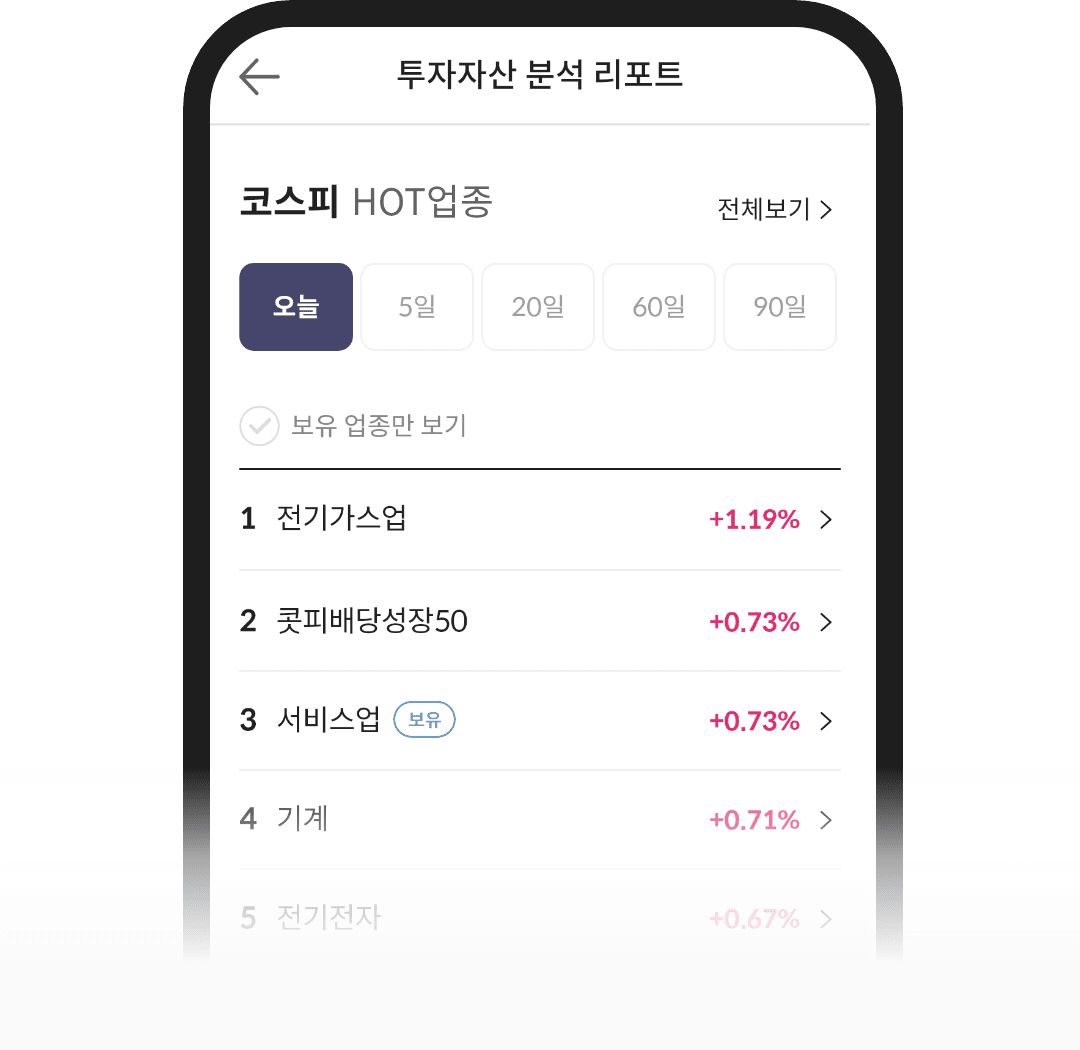 투자자산 분석 리포트
코스피 HOT업종 전체보기
오늘 5일 20일 60일 90일
보유 업종만 보기
1 전기가스업 +1.19%
2 콧피배당성장50 +0.73%
3 서비스업 보유 +0.73%
4 기계 +0.71%
5 전기전자 +0.67%